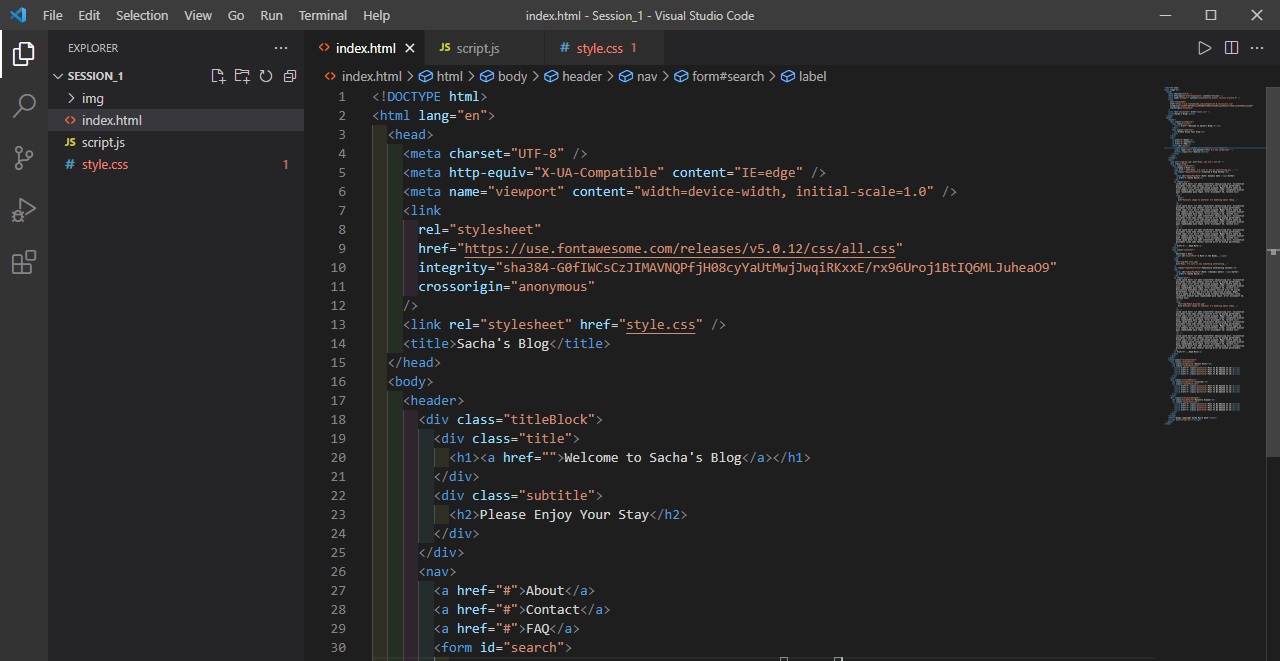 File Edit Selection View Go Run Terminal Help index.html - Session_1 - Visual Studio Code
EXPLORER
SESSION_1
img
index.html
JS script.js
# style.css 1
index.html JS script.js # style.css 1
index.html > html > body > header > nav > form#search > label
1 <!DOCTYPE html>
2 <html lang="en">
3 <head>
4 <meta charset="UTF-8" />
5 <meta http-equiv="X-UA-Compatible" content="IE=edge" />
6 <meta name="viewport" content="width=device-width, initial-scale=1.0" />
7 <link
8 rel="stylesheet"
9 href="https://use.fontawesome.com/releases/v5.0.12/css/all.css"
10 integrity="sha384-G0fIWCsCzJIMAVNQPfjH08cyYaUtMwjJwqiRKxxE/rx96Uroj1BtIQ6MLJuheaO9"
11 crossorigin="anonymous"
12 />
13 <link rel="stylesheet" href="style.css" />
14 <title>Sacha's Blog</title>
15 </head>
16 <body>
17 <header>
18 <div class="titleBlock">
19 <div class="title">
20 <h1><a href="">Welcome to Sacha's Blog</a></h1>
21 </div>
22 <div class="subtitle">
23 <h2>Please Enjoy Your Stay</h2>
24 </div>
25 </div>
26 <nav>
27 <a href="#">About</a>
28 <a href="#">Contact</a>
29 <a href="#">FAQ</a>
30 <form id="search">